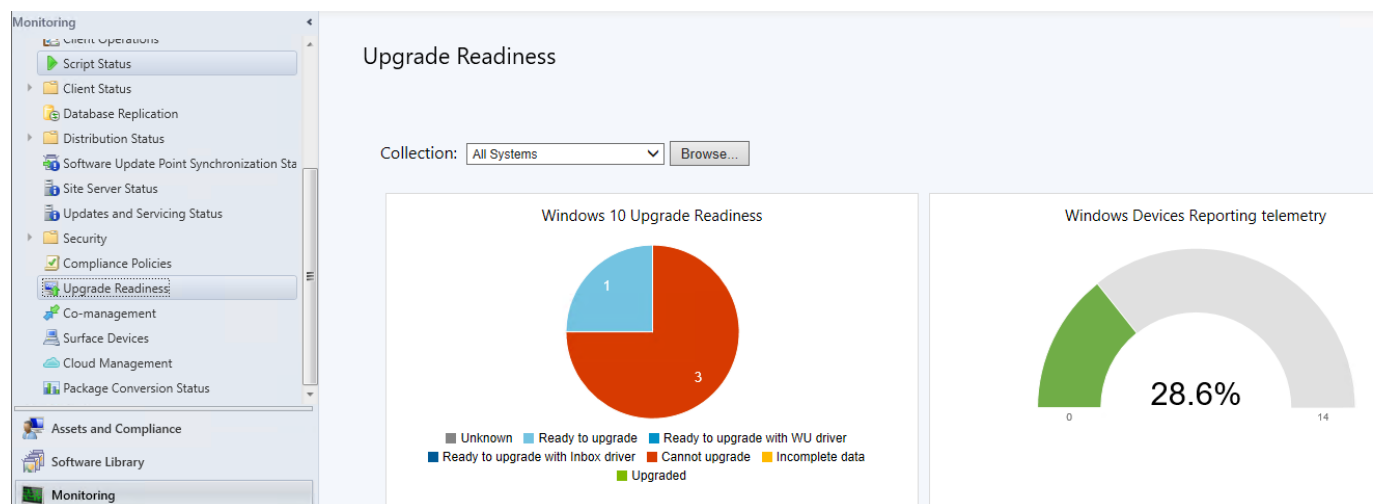 Monitoring
Client Operations
Script Status
Client Status
Database Replication
Distribution Status
Software Update Point Synchronization Sta
Site Server Status
Updates and Servicing Status
Security
Compliance Policies
Upgrade Readiness
Co-management
Surface Devices
Cloud Management
Package Conversion Status
Assets and Compliance
Software Library
Monitoring
Upgrade Readiness
Collection: All Systems Browse...
Windows 10 Upgrade Readiness
1
3
Unknown Ready to upgrade Ready to upgrade with WU driver
Ready to upgrade with Inbox driver Cannot upgrade Incomplete data
Upgraded
Windows Devices Reporting telemetry
28.6%
0 14